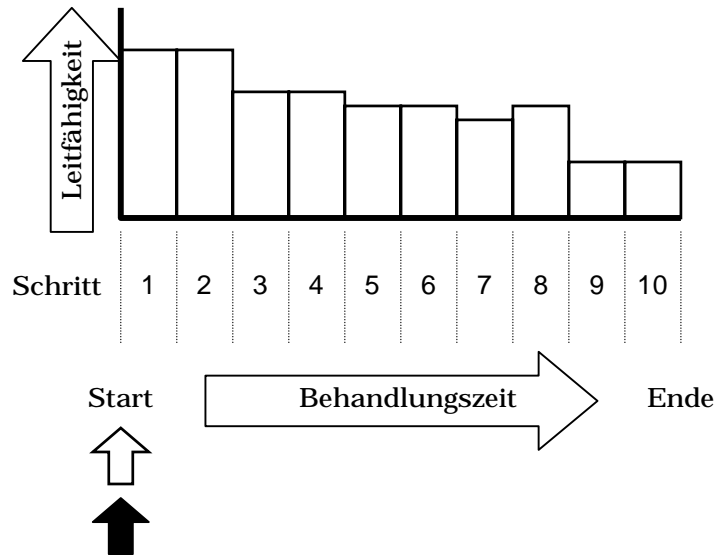 Leitfähigkeit
Schritt 1 2 3 4 5 6 7 8 9 10
Start Behandlungszeit Ende